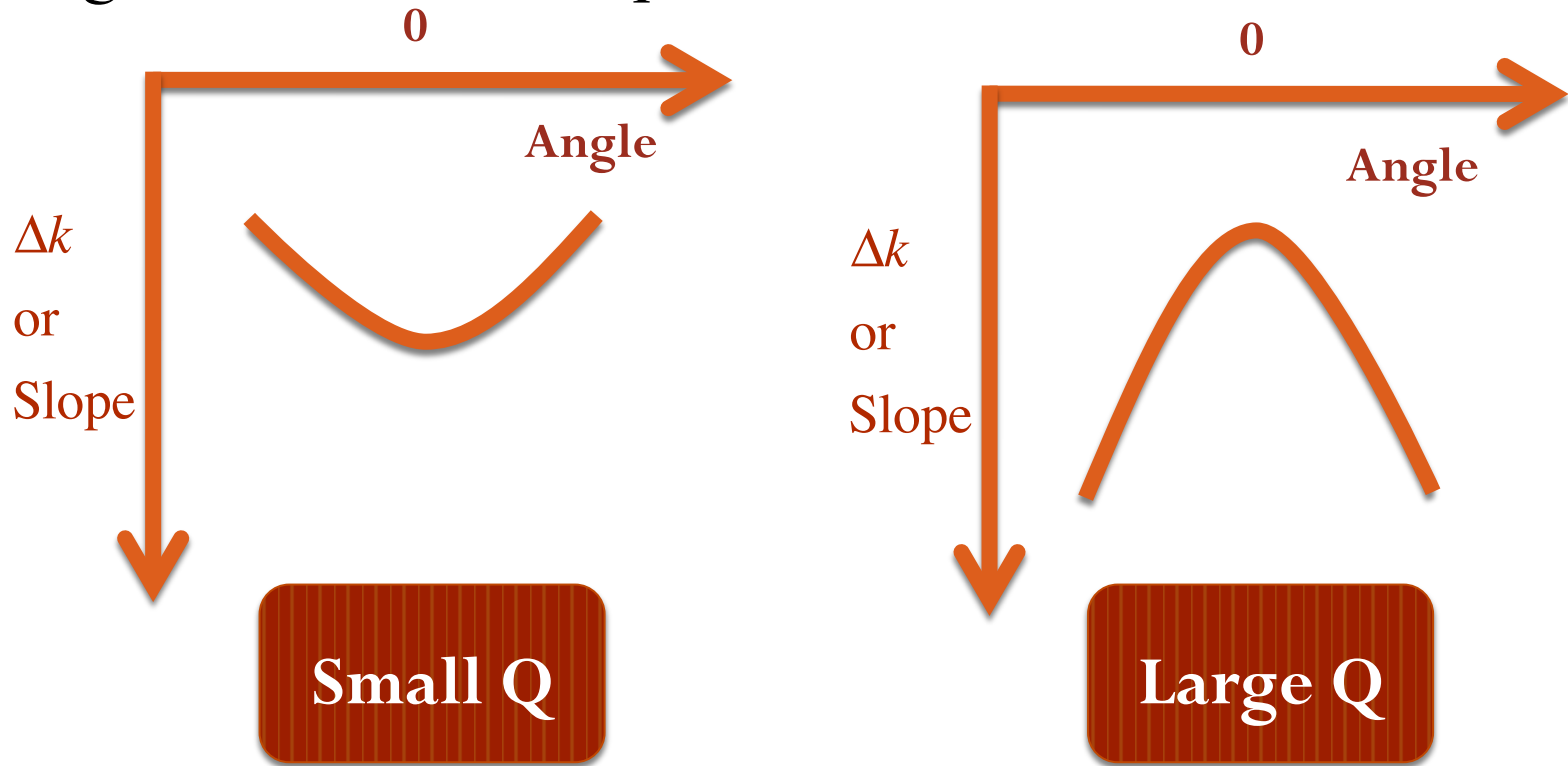 0
Angle
Δk
or
Slope
Small Q
0
Angle
Δk
or
Slope
Large Q